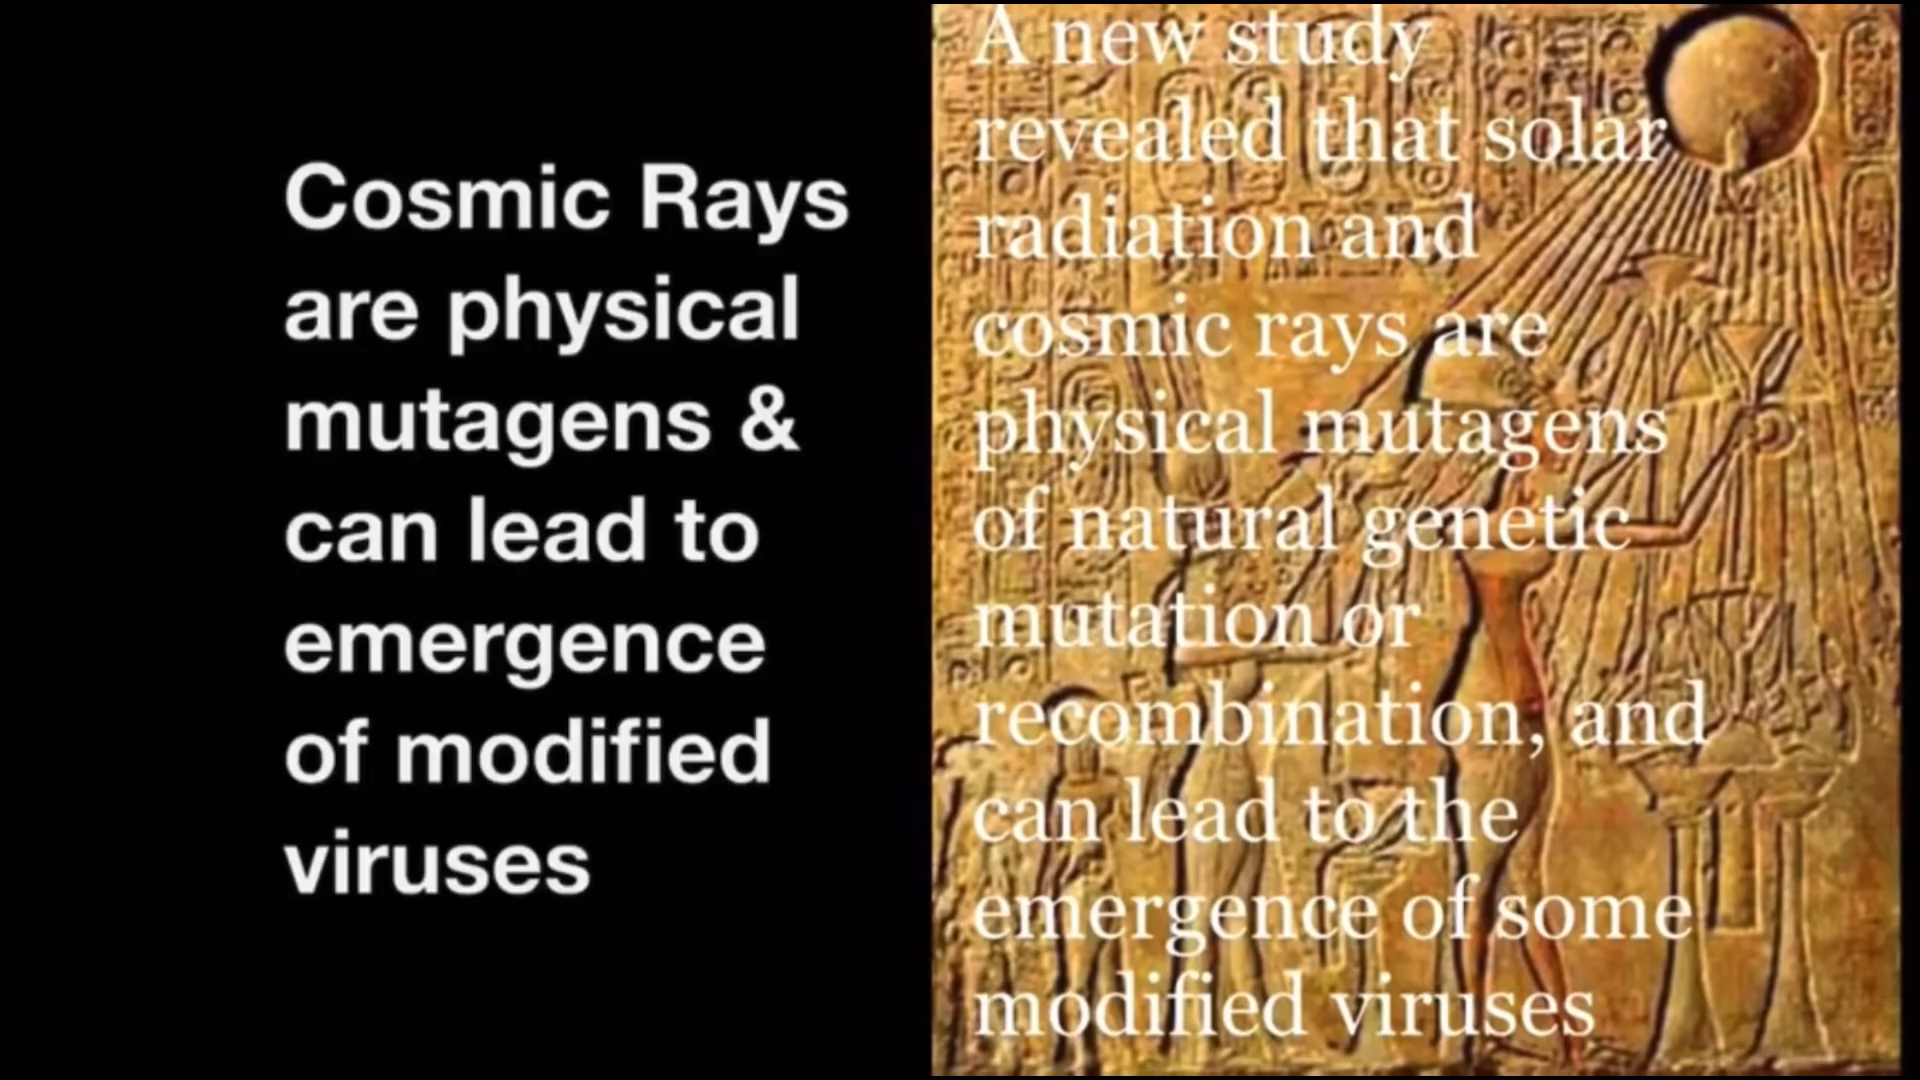 Cosmic Rays
are physical
mutagens &
can lead to
emergence
of modified
viruses
A new study
revealed that solar
radiation and
cosmic rays are
physical mutagens
of natural genetic
mutation or
recombination, and
can lead to the
emergence of some
modified viruses